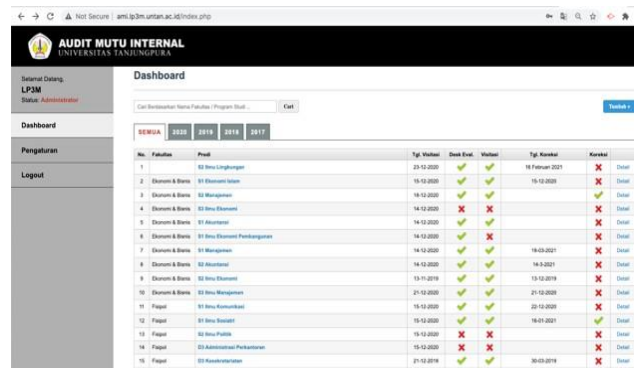 Not Secure | ami.lp3m.untan.ac.id/index.php
AUDIT MUTU INTERNAL
UNIVERSITAS TANJUNGPURA
Selamat Datang,
LP3M
Status: Administrator
Dashboard
Pengaturan
Logout
Dashboard
Cari Berdasarkan Nama Fakultas / Program Studi ...
Cari
Tambah +
SEMUA 2020 2019 2018 2017
No. Fakultas Prodi Tgl. Visitasi Desk Eval. Visitasi Tgl. Koreksi Koreksi
1 S2 Ilmu Lingkungan 23-12-2020 18 Februari 2021 Detail
2 Ekonomi & Bisnis S1 Ekonomi Islam 15-12-2020 15-12-2020 Detail
3 Ekonomi & Bisnis S2 Manajemen 18-12-2020 Detail
4 Ekonomi & Bisnis S3 Ilmu Ekonomi 14-12-2020 Detail
5 Ekonomi & Bisnis S1 Akuntansi 14-12-2020 Detail
6 Ekonomi & Bisnis S1 Ilmu Ekonomi Pembangunan 14-12-2020 Detail
7 Ekonomi & Bisnis S1 Manajemen 14-12-2020 18-03-2021 Detail
8 Ekonomi & Bisnis S2 Akuntansi 14-12-2020 14-3-2021 Detail
9 Ekonomi & Bisnis S2 Ilmu Ekonomi 13-11-2019 13-12-2019 Detail
10 Ekonomi & Bisnis S3 Ilmu Manajemen 21-12-2020 21-12-2020 Detail
11 Fisipol S1 Ilmu Komunikasi 15-12-2020 22-12-2020 Detail
12 Fisipol S1 Ilmu Sosiatri 15-12-2020 16-01-2021 Detail
13 Fisipol S2 Ilmu Politik 15-12-2020 Detail
14 Fisipol D3 Administrasi Perkantoran 15-12-2020 Detail
15 Fisipol D3 Kesekretariatan 21-12-2019 30-03-2019 Detail